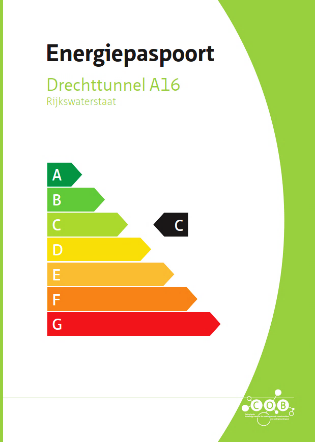 Energiepaspoort
Drechttunnel A16
Rijkswaterstaat
A
B
C
C
D
E
F
G
COB